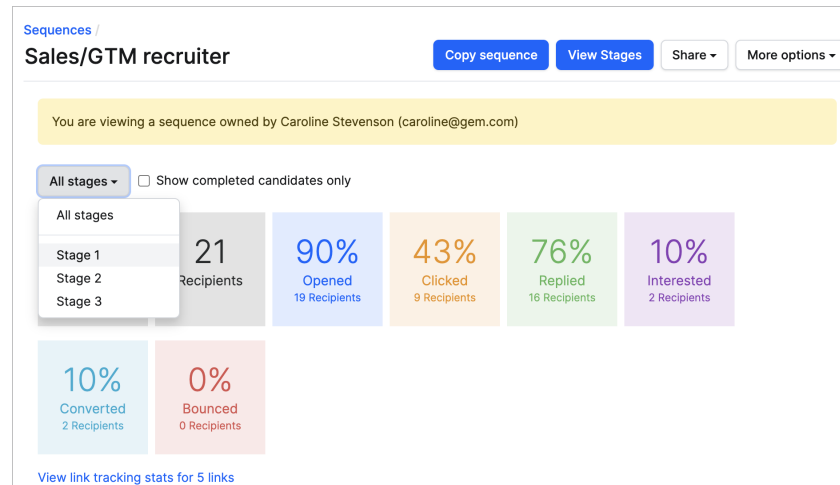 Sequences /
Sales/GTM recruiter
Copy sequence
View Stages
Share
More options
You are viewing a sequence owned by Caroline Stevenson (caroline@gem.com)
All stages
Show completed candidates only
All stages
Stage 1
Stage 2
Stage 3
21
Recipients
90%
Opened
19 Recipients
43%
Clicked
9 Recipients
76%
Replied
16 Recipients
10%
Interested
2 Recipients
10%
Converted
2 Recipients
0%
Bounced
0 Recipients
View link tracking stats for 5 links